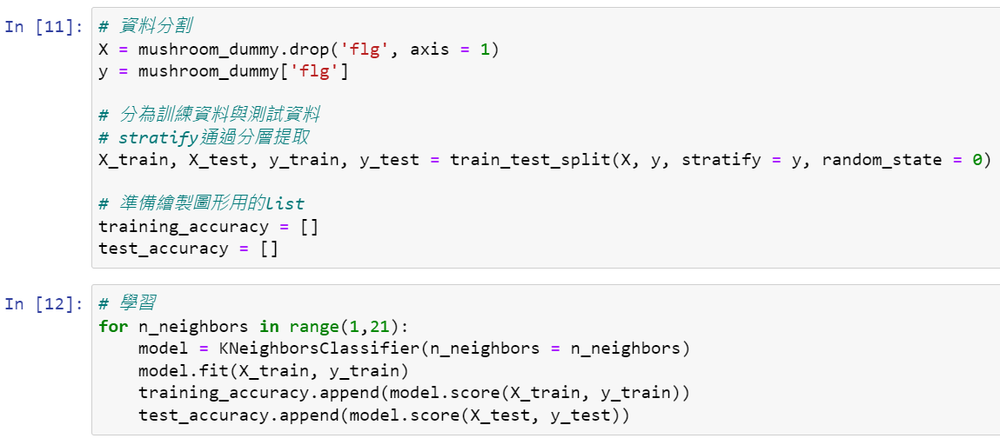 In [11]: # 資料分割
X = mushroom_dummy.drop('flg', axis = 1)
y = mushroom_dummy['flg']
# 分為訓練資料與測試資料
# stratify通過分層提取
X_train, X_test, y_train, y_test = train_test_split(X, y, stratify = y, random_state = 0)
# 準備繪製圖形用的list
training_accuracy = []
test_accuracy = []
In [12]: # 學習
for n_neighbors in range(1,21):
    model = KNeighborsClassifier(n_neighbors = n_neighbors)
    model.fit(X_train, y_train)
    training_accuracy.append(model.score(X_train, y_train))
    test_accuracy.append(model.score(X_test, y_test))